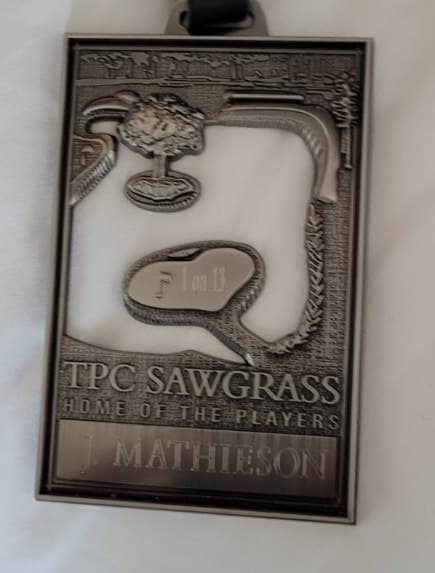 1 on 13
TPC SAWGRASS
HOME OF THE PLAYERS
J. MATHIESON